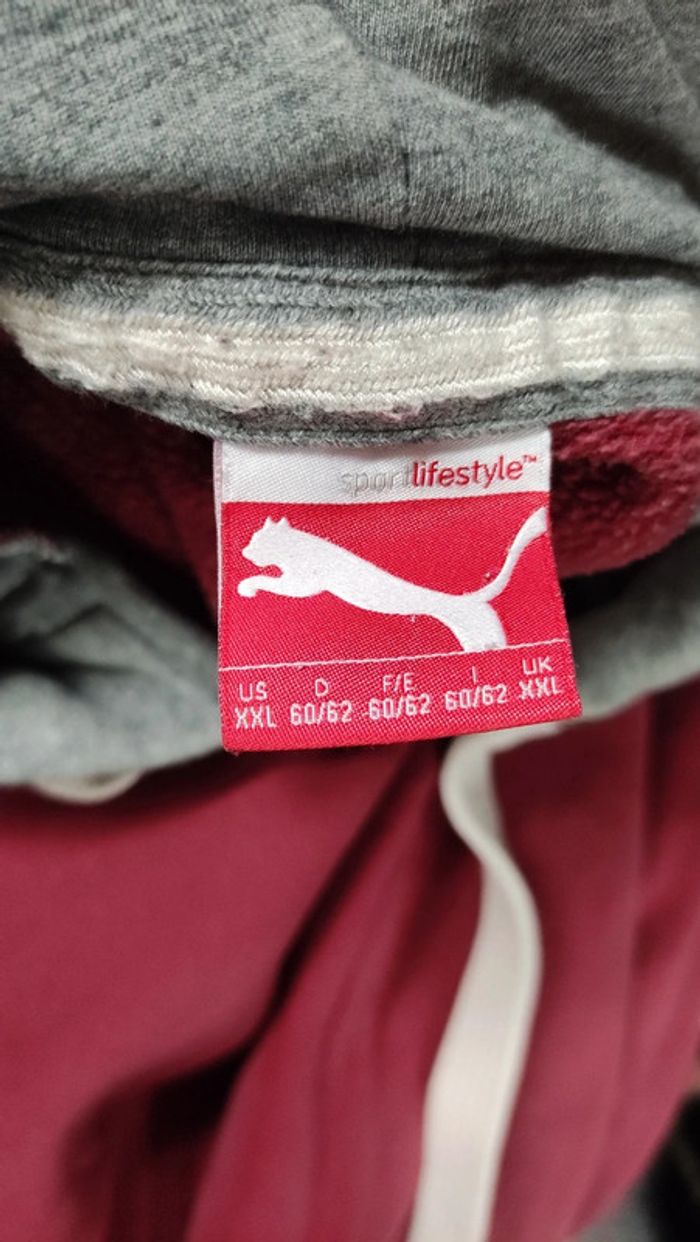 sportlifestyle™
US D F/E I UK
XXL 60/62 60/62 60/62 XXL